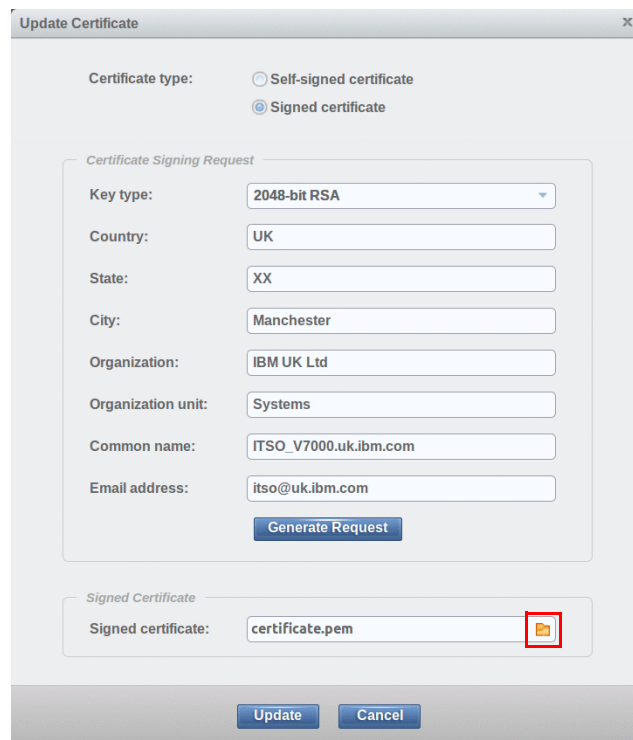 Update Certificate
Certificate type:
Self-signed certificate
Signed certificate
Certificate Signing Request
Key type: 2048-bit RSA
Country: UK
State: XX
City: Manchester
Organization: IBM UK Ltd
Organization unit: Systems
Common name: ITSO_V7000.uk.ibm.com
Email address: itso@uk.ibm.com
Generate Request
Signed Certificate
Signed certificate: certificate.pem
Update Cancel